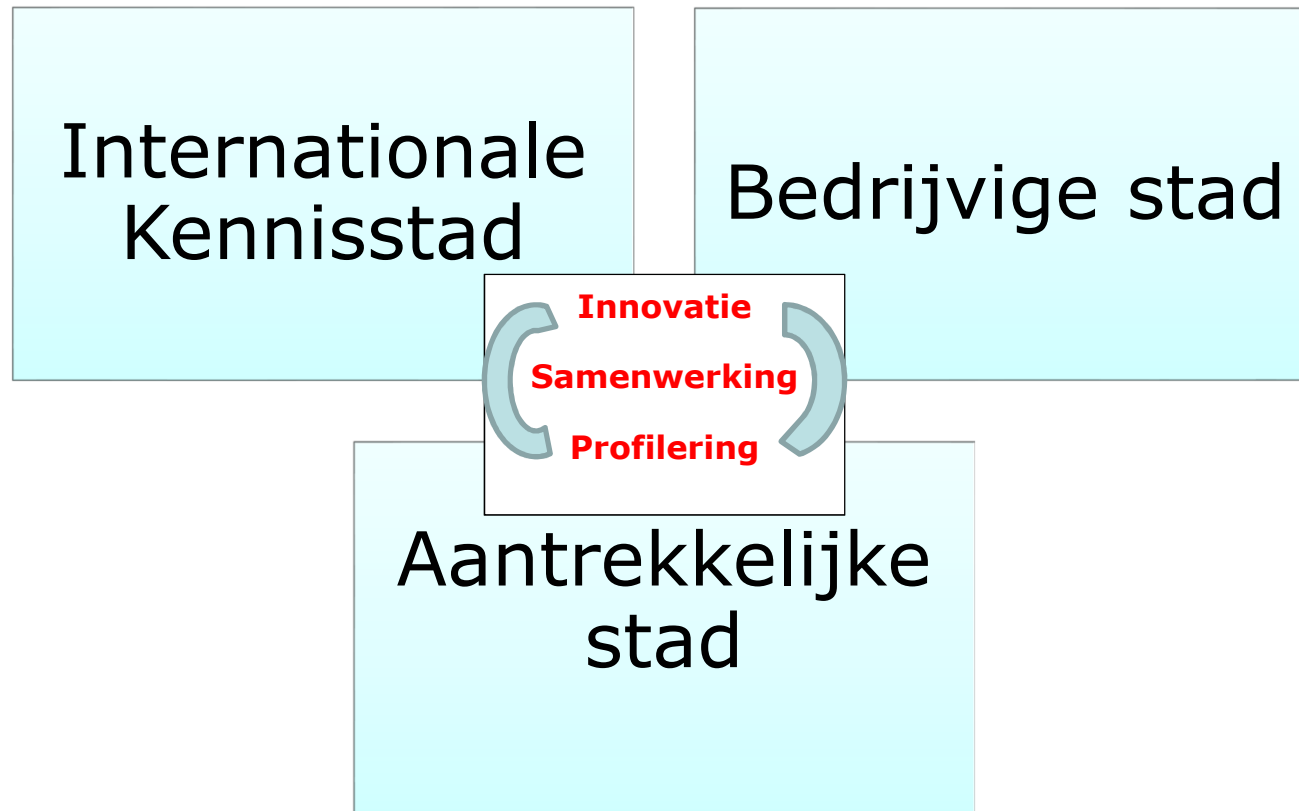 Internationale
Kennisstad
Bedrijvige stad
Innovatie
Samenwerking
Profilering
Aantrekkelijke
stad